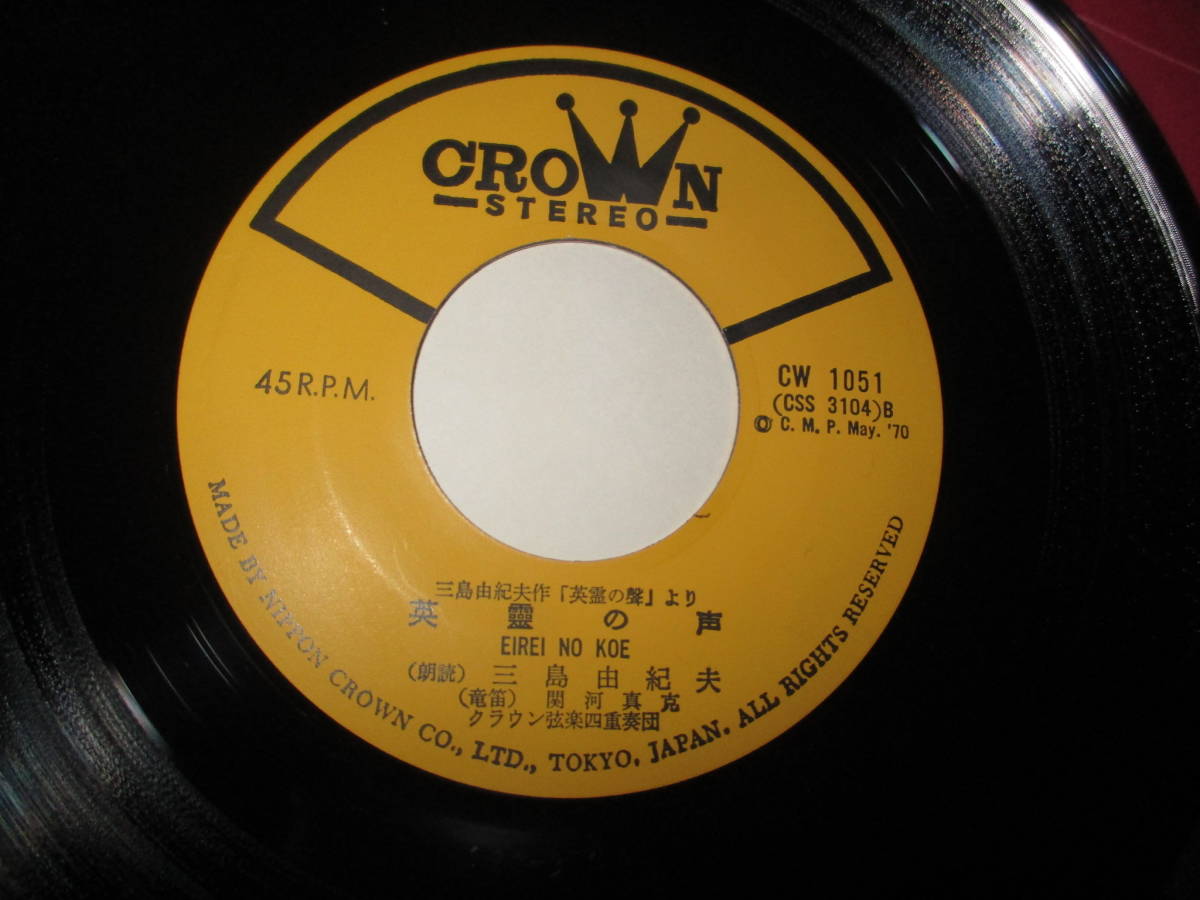 CROWN
STEREO
45 R.P.M.
CW 1051
(CSS 3104)B
© C. M. P. May. '70
三島由紀夫作「英霊の聲」より
英靈の声
EIREI NO KOE
(朗読) 三島由紀夫
(竜笛) 関河真克
クラウン弦楽四重奏団
MADE BY NIPPON CROWN CO., LTD., TOKYO, JAPAN. ALL RIGHTS RESERVED